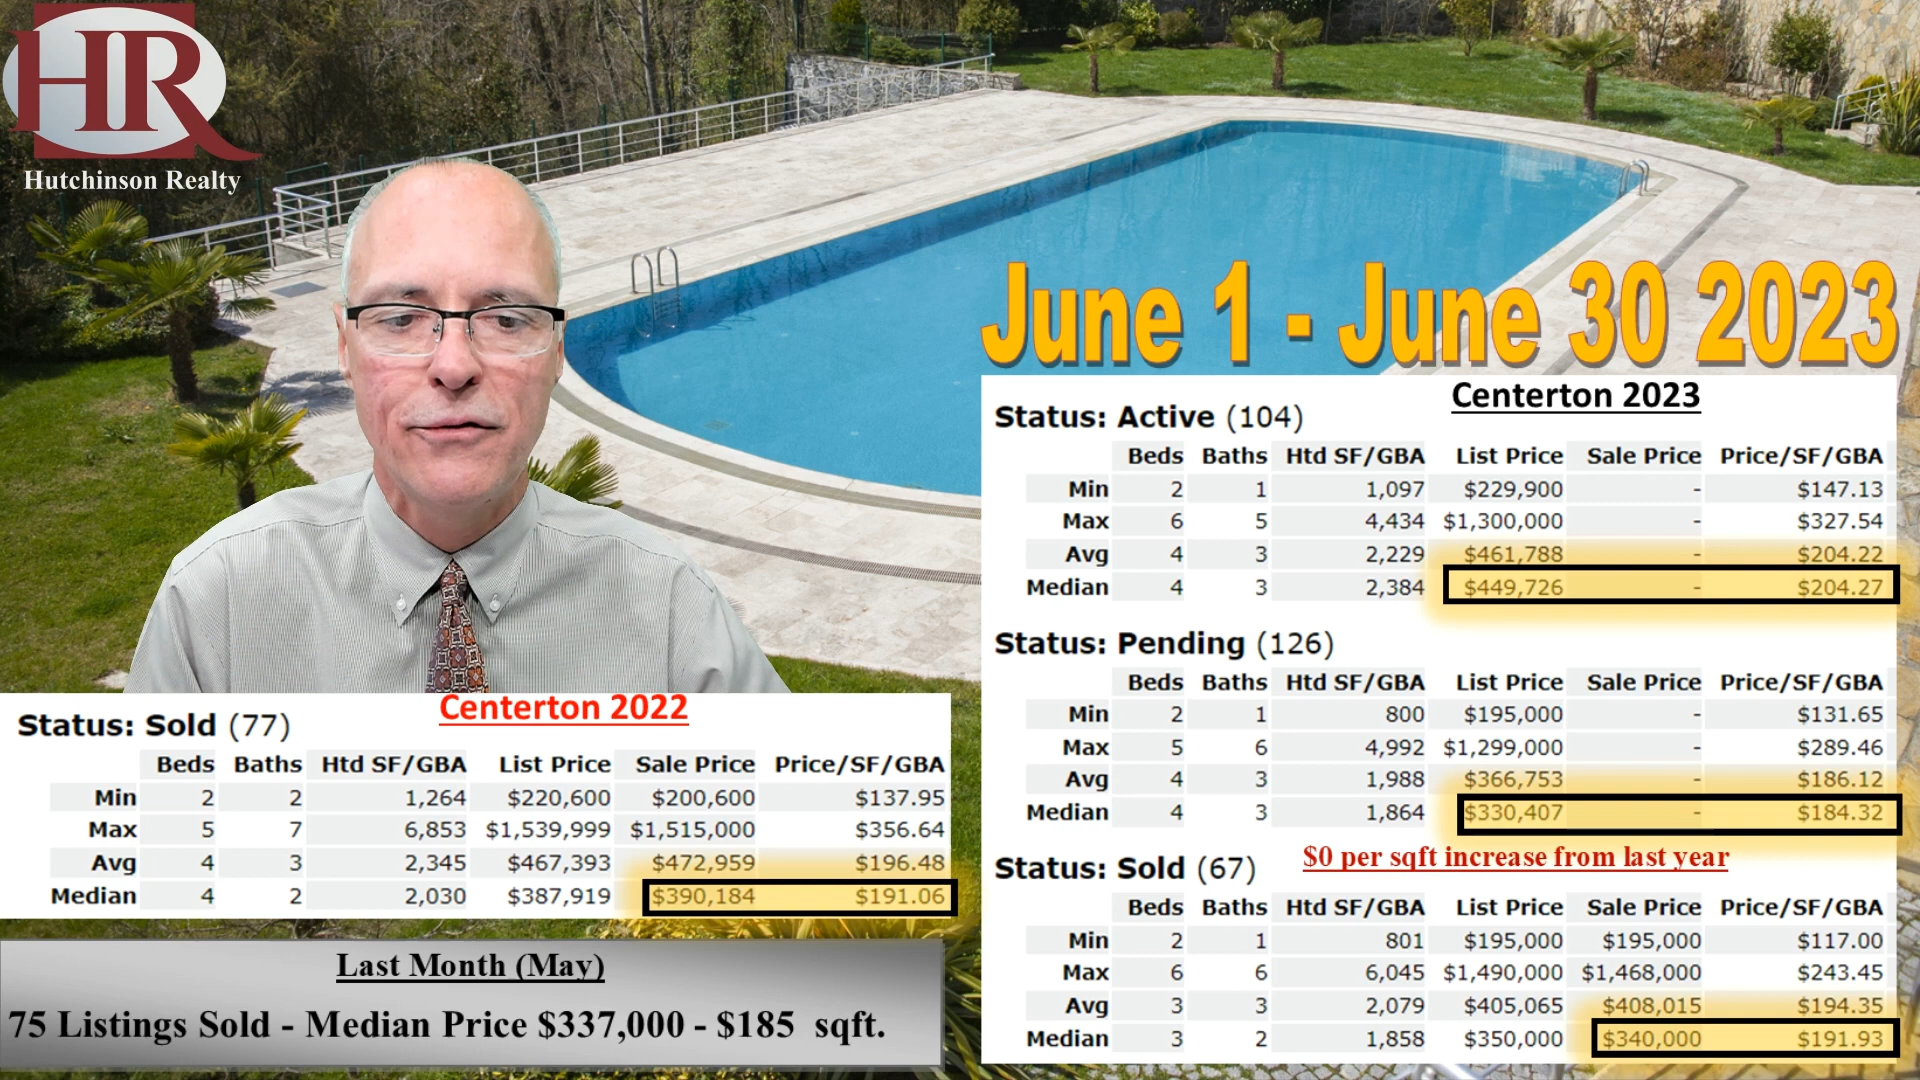 HR
Hutchinson Realty
June 1 - June 30 2023
Centerton 2023
Status: Active (104)
Beds Baths Htd SF/GBA List Price Sale Price Price/SF/GBA
Min 2 1 1,097 $229,900 - $147.13
Max 6 5 4,434 $1,300,000 - $327.54
Avg 4 3 2,229 $461,788 - $204.22
Median 4 3 2,384 $449,726 - $204.27
Status: Pending (126)
Beds Baths Htd SF/GBA List Price Sale Price Price/SF/GBA
Min 2 1 800 $195,000 - $131.65
Max 5 6 4,992 $1,299,000 - $289.46
Avg 4 3 1,988 $366,753 - $186.12
Median 4 3 1,864 $330,407 - $184.32
$0 per sqft increase from last year
Status: Sold (67)
Beds Baths Htd SF/GBA List Price Sale Price Price/SF/GBA
Min 2 1 801 $195,000 $195,000 $117.00
Max 6 6 6,045 $1,490,000 $1,468,000 $243.45
Avg 3 3 2,079 $405,065 $408,015 $194.35
Median 3 2 1,858 $350,000 $340,000 $191.93
Centerton 2022
Status: Sold (77)
Beds Baths Htd SF/GBA List Price Sale Price Price/SF/GBA
Min 2 2 1,264 $220,600 $200,600 $137.95
Max 5 7 6,853 $1,539,999 $1,515,000 $356.64
Avg 4 3 2,345 $467,393 $472,959 $196.48
Median 4 2 2,030 $387,919 $390,184 $191.06
Last Month (May)
75 Listings Sold - Median Price $337,000 - $185 sqft.